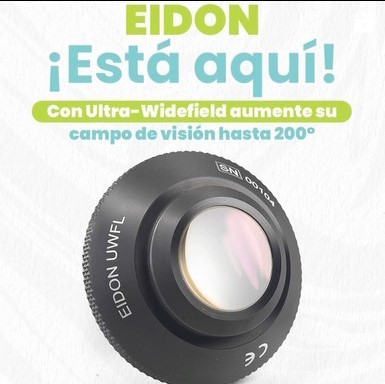 EIDON
¡Está aquí!
Con Ultra-Widefield aumente su
campo de visión hasta 200°
SN 00104
EIDON UWFL
CE